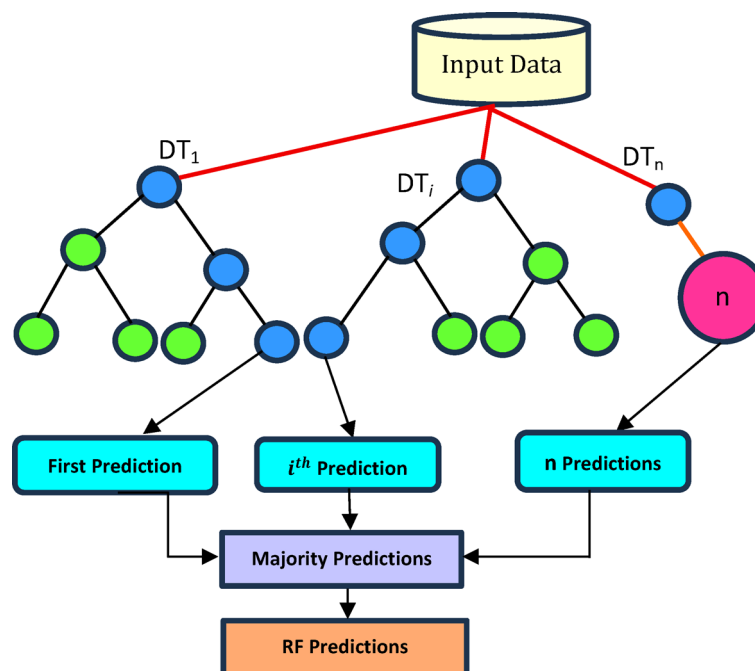 Input Data
DT₁
DTᵢ
DTₙ
n
First Prediction
iᵗʰ Prediction
n Predictions
Majority Predictions
RF Predictions